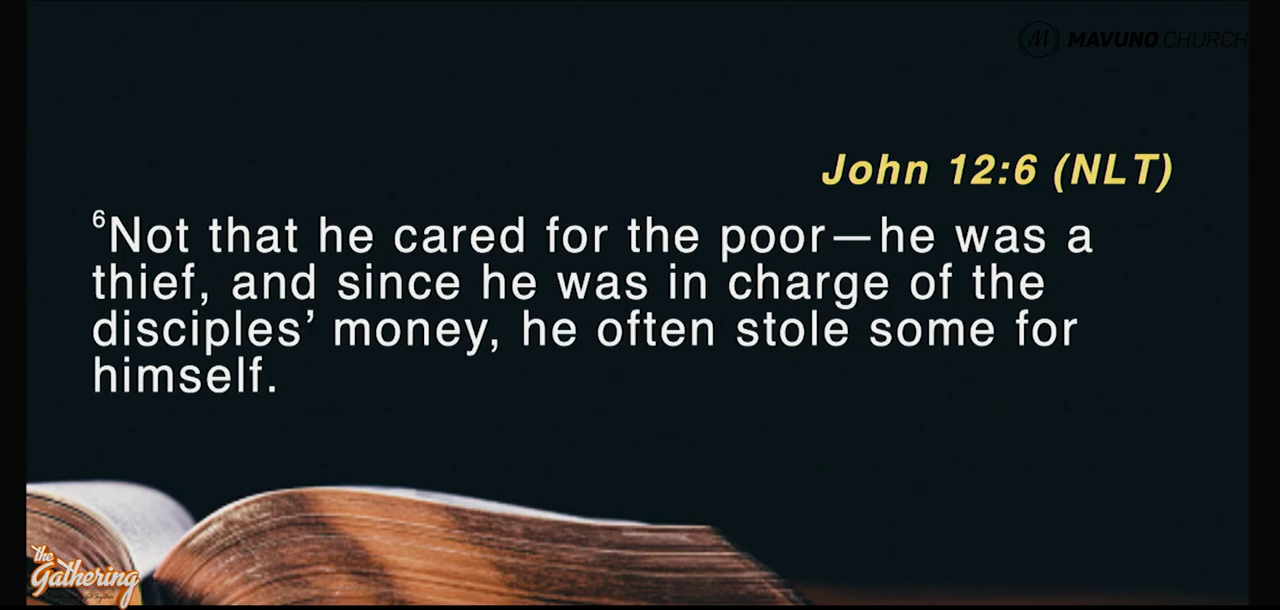 M MAVUNO CHURCH
John 12:6 (NLT)
⁶Not that he cared for the poor—he was a
thief, and since he was in charge of the
disciples’ money, he often stole some for
himself.
the
Gathering